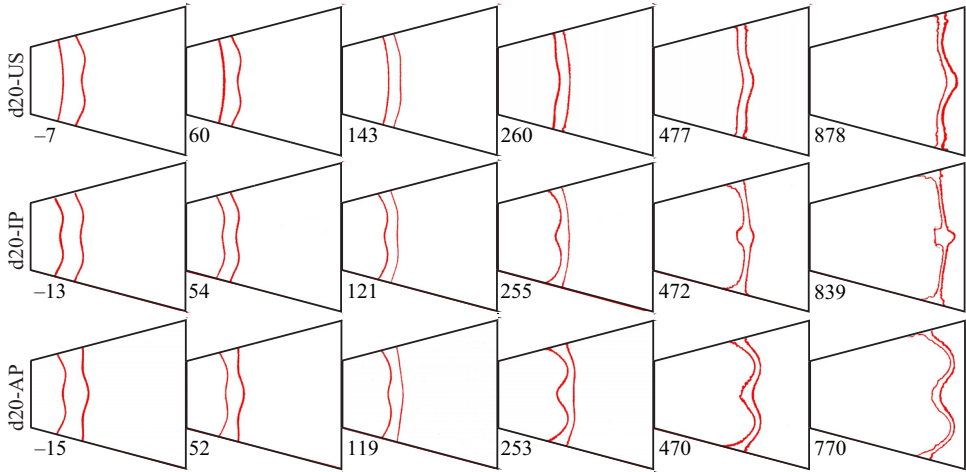 d20-US
–7 60 143 260 477 878
d20-IP
–13 54 121 255 472 839
d20-AP
–15 52 119 253 470 770